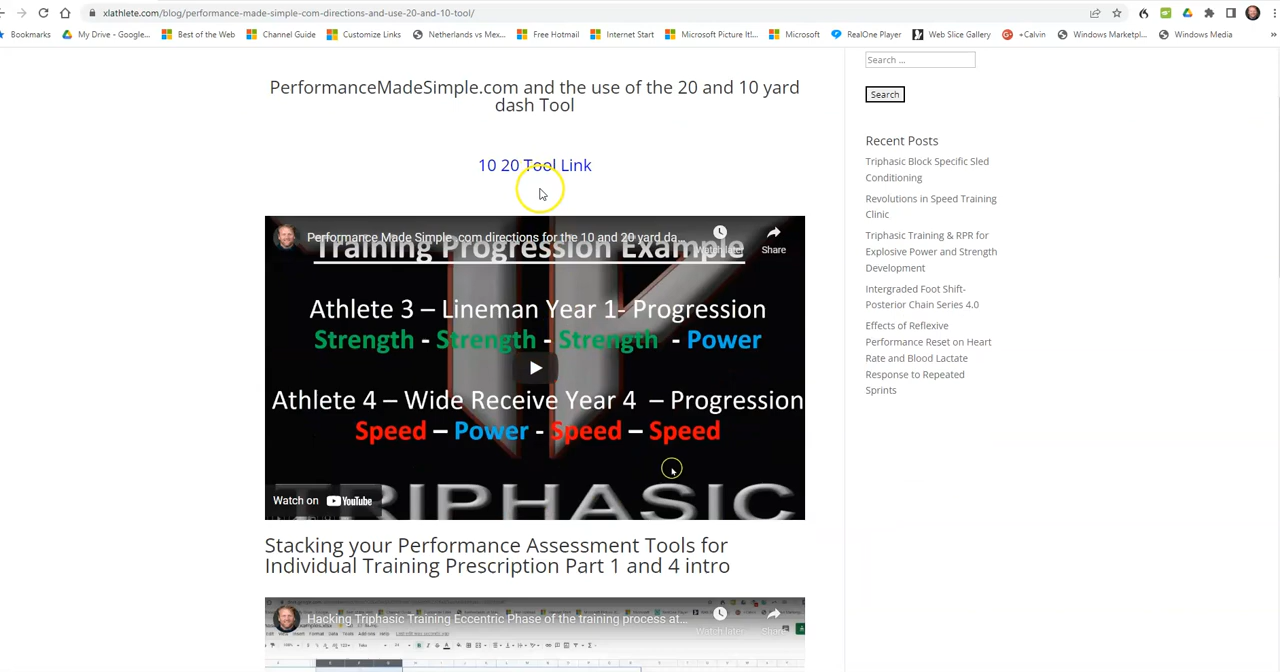 xlathlete.com/blog/performance-made-simple-com-directions-and-use-20-and-10-tool/
Bookmarks
My Drive - Google...
Best of the Web
Channel Guide
Customize Links
Netherlands vs Mex...
Free Hotmail
Internet Start
Microsoft Picture It!...
Microsoft
RealOne Player
Web Slice Gallery
+Calvin
Windows Marketpl...
Windows Media
»
PerformanceMadeSimple.com and the use of the 20 and 10 yard
dash Tool
10 20 Tool Link
Performance Made Simple .com directions for the 10 and 20 yard da...
Watch later
Share
Training Progression Example
Athlete 3 – Lineman Year 1- Progression
Strength - Strength - Strength - Power
Athlete 4 – Wide Receive Year 4 – Progression
Speed – Power - Speed – Speed
Watch on YouTube
TRIPHASIC
Stacking your Performance Assessment Tools for
Individual Training Prescription Part 1 and 4 intro
Hacking Triphasic Training Eccentric Phase of the training process at...
Watch later
Share
Search ...
Search
Recent Posts
Triphasic Block Specific Sled
Conditioning
Revolutions in Speed Training
Clinic
Triphasic Training & RPR for
Explosive Power and Strength
Development
Intergraded Foot Shift-
Posterior Chain Series 4.0
Effects of Reflexive
Performance Reset on Heart
Rate and Blood Lactate
Response to Repeated
Sprints